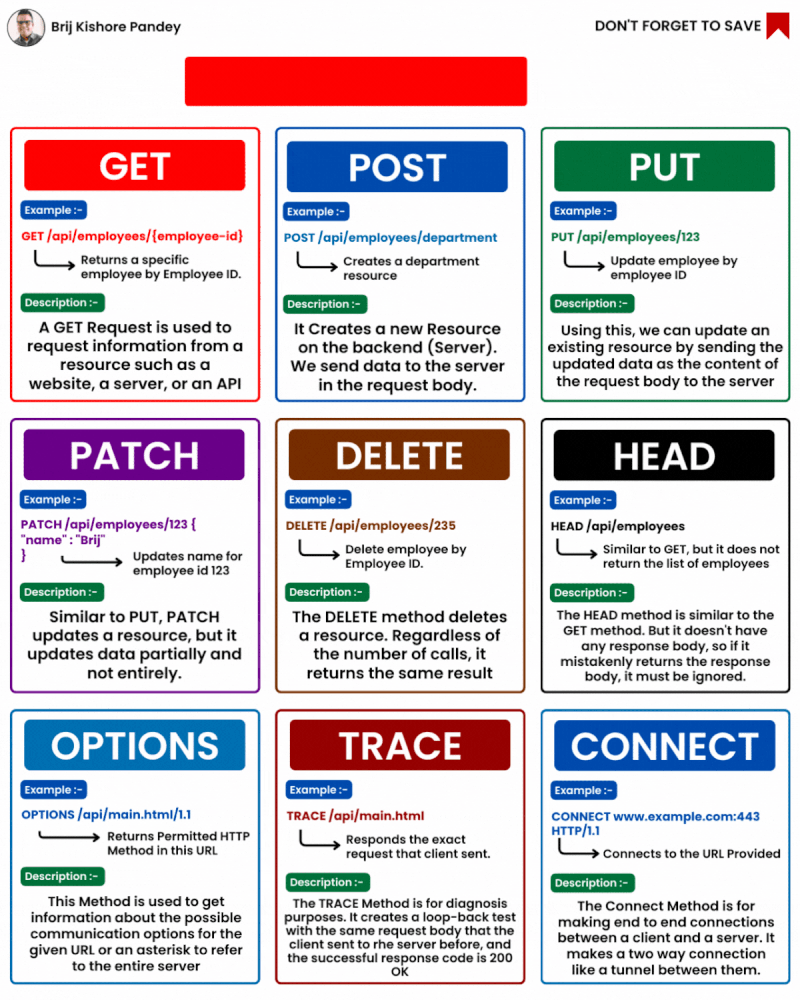 Brij Kishore Pandey
DON'T FORGET TO SAVE
GET
Example :-
GET /api/employees/{employee-id}
Returns a specific
employee by Employee ID.
Description :-
A GET Request is used to
request information from a
resource such as a
website, a server, or an API
POST
Example :-
POST /api/employees/department
Creates a department
resource
Description :-
It Creates a new Resource
on the backend (Server).
We send data to the server
in the request body.
PUT
Example :-
PUT /api/employees/123
Update employee by
employee ID
Description :-
Using this, we can update an
existing resource by sending the
updated data as the content of
the request body to the server
PATCH
Example :-
PATCH /api/employees/123 {
"name" : "Brij"
}
Updates name for
employee id 123
Description :-
Similar to PUT, PATCH
updates a resource, but it
updates data partially and
not entirely.
DELETE
Example :-
DELETE /api/employees/235
Delete employee by
Employee ID.
Description :-
The DELETE method deletes
a resource. Regardless of
the number of calls, it
returns the same result
HEAD
Example :-
HEAD /api/employees
Similar to GET, but it does not
return the list of employees
Description :-
The HEAD method is similar to the
GET method. But it doesn't have
any response body, so if it
mistakenly returns the response
body, it must be ignored.
OPTIONS
Example :-
OPTIONS /api/main.html/1.1
Returns Permitted HTTP
Method in this URL
Description :-
This Method is used to get
information about the possible
communication options for the
given URL or an asterisk to refer
to the entire server
TRACE
Example :-
TRACE /api/main.html
Responds the exact
request that client sent.
Description :-
The TRACE Method is for diagnosis
purposes. It creates a loop-back test
with the same request body that the
client sent to rhe server before, and
the successful response code is 200
OK
CONNECT
Example :-
CONNECT www.example.com:443
HTTP/1.1
Connects to the URL Provided
Description :-
The Connect Method is for
making end to end connections
between a client and a server. It
makes a two way connection
like a tunnel between them.